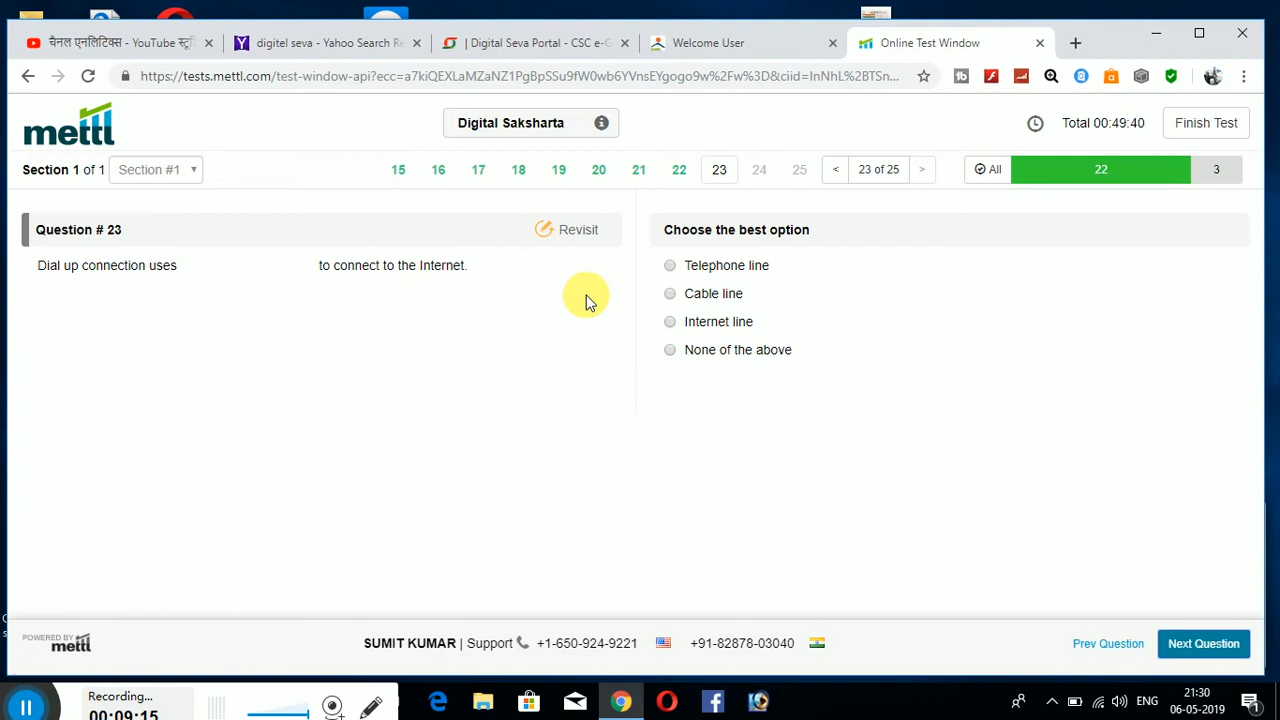 चैनल एनलिटिक्स - YouTube स्टू
digitel seva - Yahoo Search Re
| Digital Seva Portal - CSC e-G
Welcome User
Online Test Window
https://tests.mettl.com/test-window-api?exc=a7kiQEXLaMZaNZ1PgBpSSu9fW0wb6YVnsEYgogo9w%2Fw%3D&ciid=InNhL%2BTSn...
mettl
Digital Saksharta
Total 00:49:40
Finish Test
Section 1 of 1
Section #1
15 16 17 18 19 20 21 22 23 24 25
< 23 of 25 >
All
22
3
Question # 23
Revisit
Choose the best option
Dial up connection uses to connect to the Internet.
Telephone line
Cable line
Internet line
None of the above
POWERED BY
mettl
SUMIT KUMAR | Support +1-650-924-9221 +91-82878-03040
Prev Question
Next Question
Recording...
00:09:15
ENG
21:30
06-05-2019